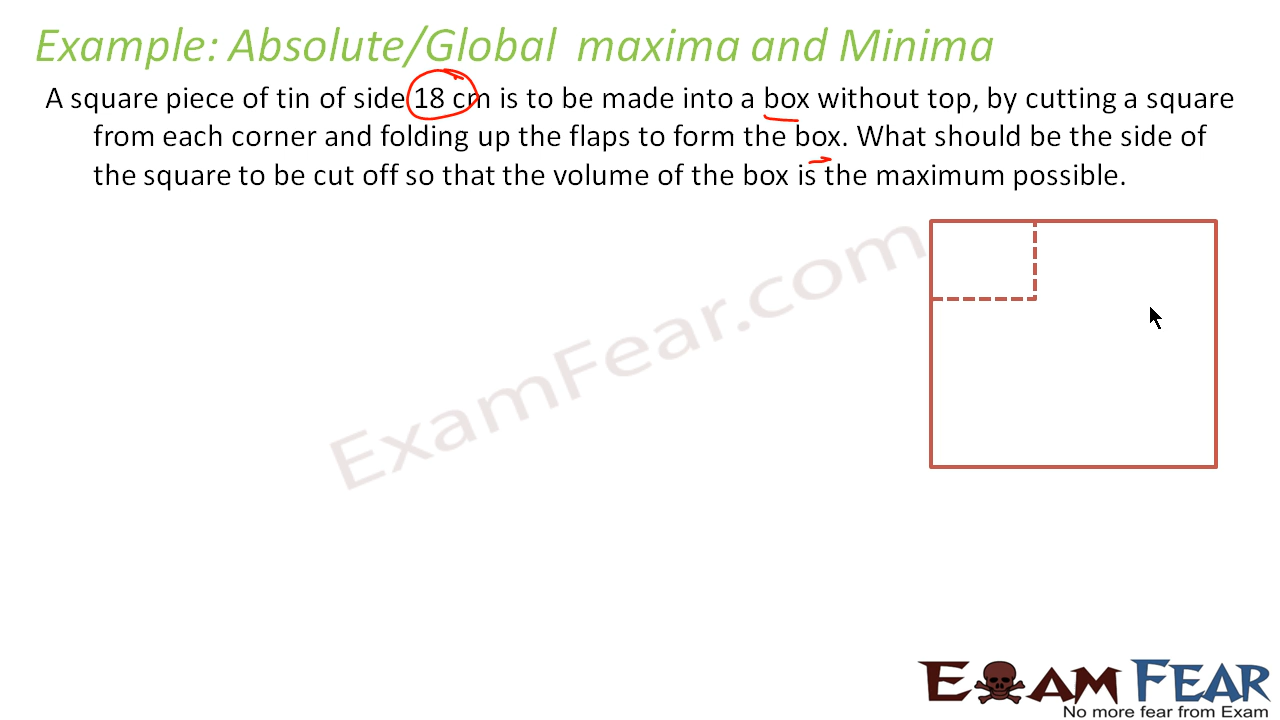 Example: Absolute/Global maxima and Minima
A square piece of tin of side 18 cm is to be made into a box without top, by cutting a square
from each corner and folding up the flaps to form the box. What should be the side of
the square to be cut off so that the volume of the box is the maximum possible.
ExamFear.com
EXAM FEAR
No more fear from Exam